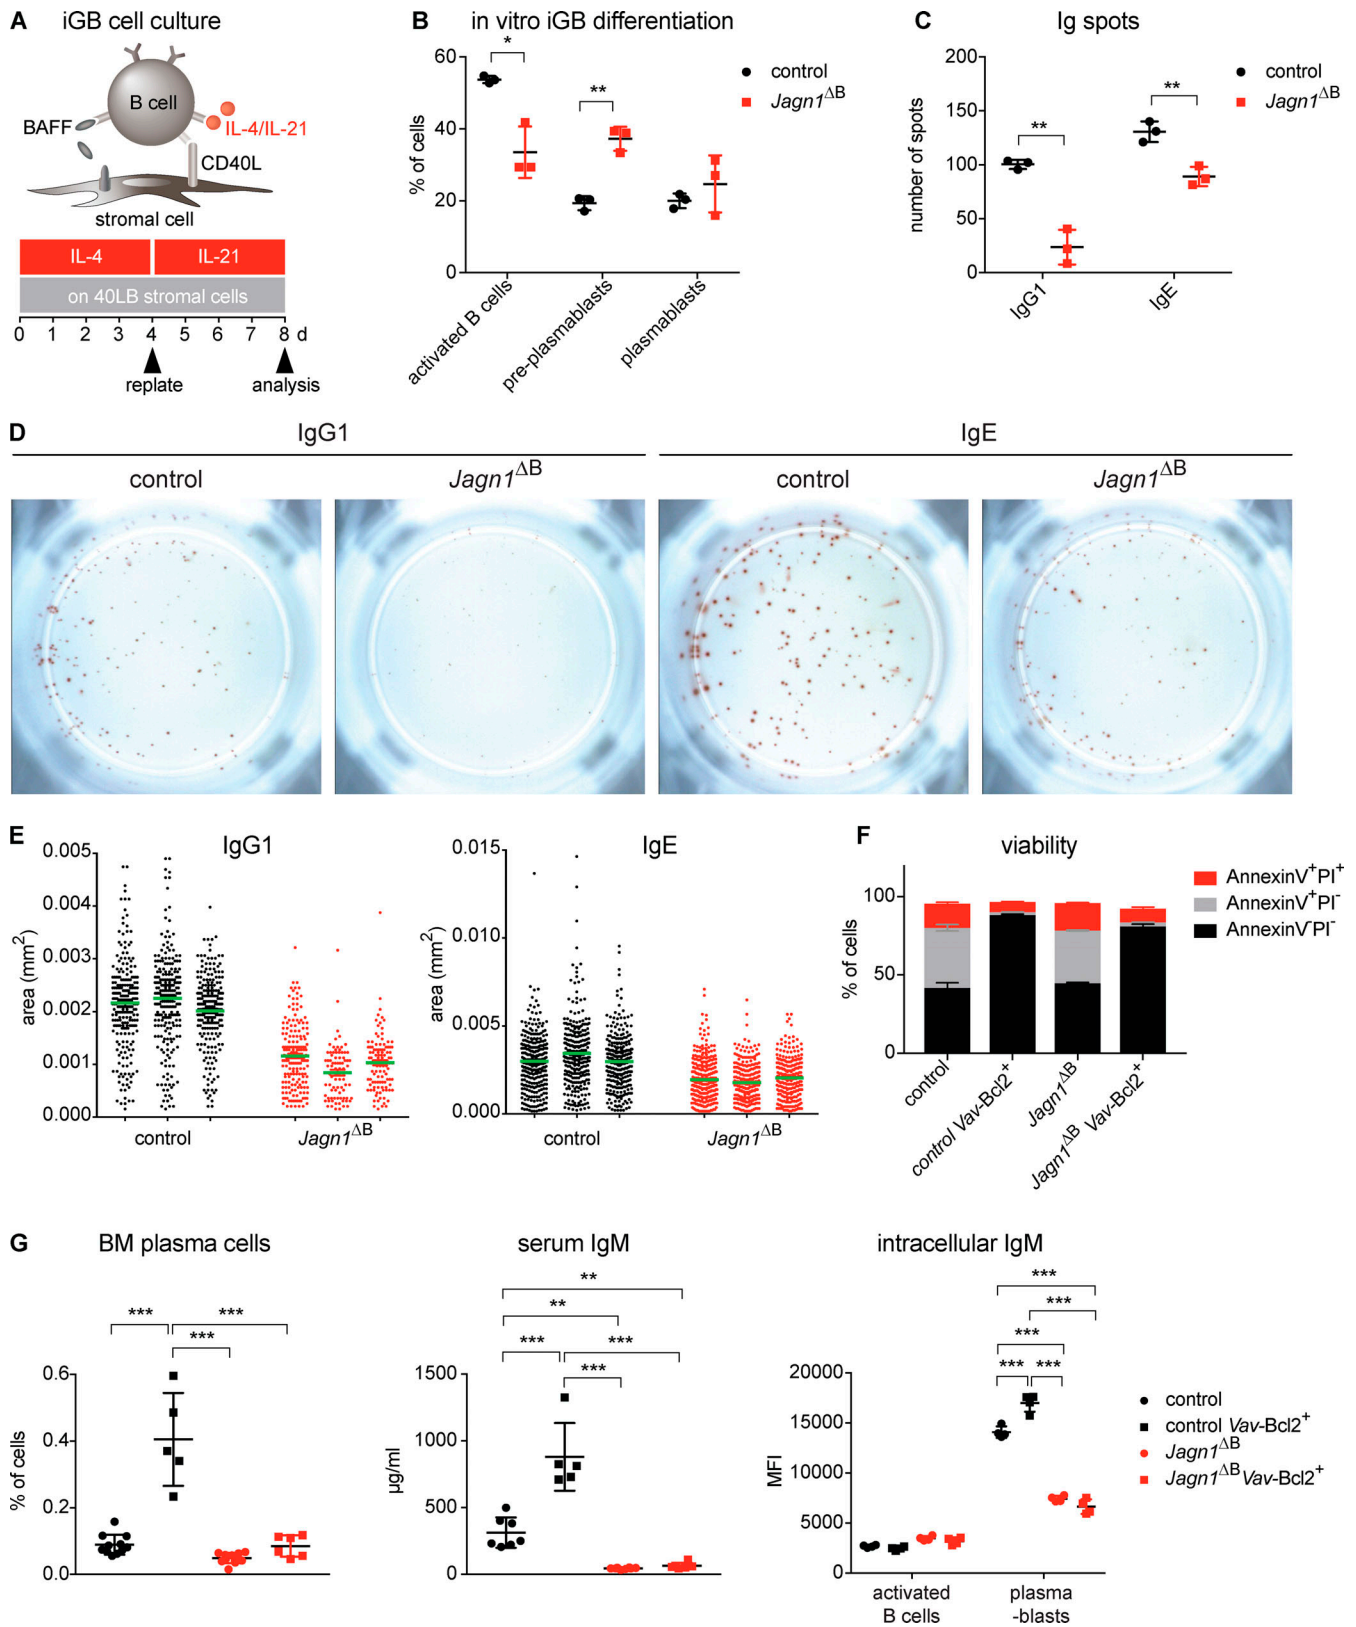 A iGB cell culture
B cell
BAFF
IL-4/IL-21
CD40L
stromal cell
IL-4 IL-21
on 40LB stromal cells
0 1 2 3 4 5 6 7 8 d
replate analysis
B in vitro iGB differentiation
* **
% of cells
60
40
20
0
activated B cells
pre-plasmablasts
plasmablasts
control
Jagn1ΔB
C Ig spots
** **
number of spots
200
150
100
50
0
IgG1
IgE
control
Jagn1ΔB
D IgG1 IgE
control Jagn1ΔB control Jagn1ΔB
E IgG1
area (mm2)
0.005
0.004
0.003
0.002
0.001
0.000
control Jagn1ΔB
IgE
area (mm2)
0.015
0.010
0.005
0.000
control Jagn1ΔB
F viability
% of cells
100
50
0
control
control Vav-Bcl2+
Jagn1ΔB
Jagn1ΔB Vav-Bcl2+
AnnexinV+PI+
AnnexinV+PI-
AnnexinV-PI-
G BM plasma cells
*** ***
***
% of cells
0.6
0.4
0.2
0.0
serum IgM
**
**
*** ***
***
µg/ml
1500
1000
500
0
intracellular IgM
***
***
***
*** ***
MFI
20000
15000
10000
5000
0
activated
B cells
plasma
-blasts
control
control Vav-Bcl2+
Jagn1ΔB
Jagn1ΔB Vav-Bcl2+